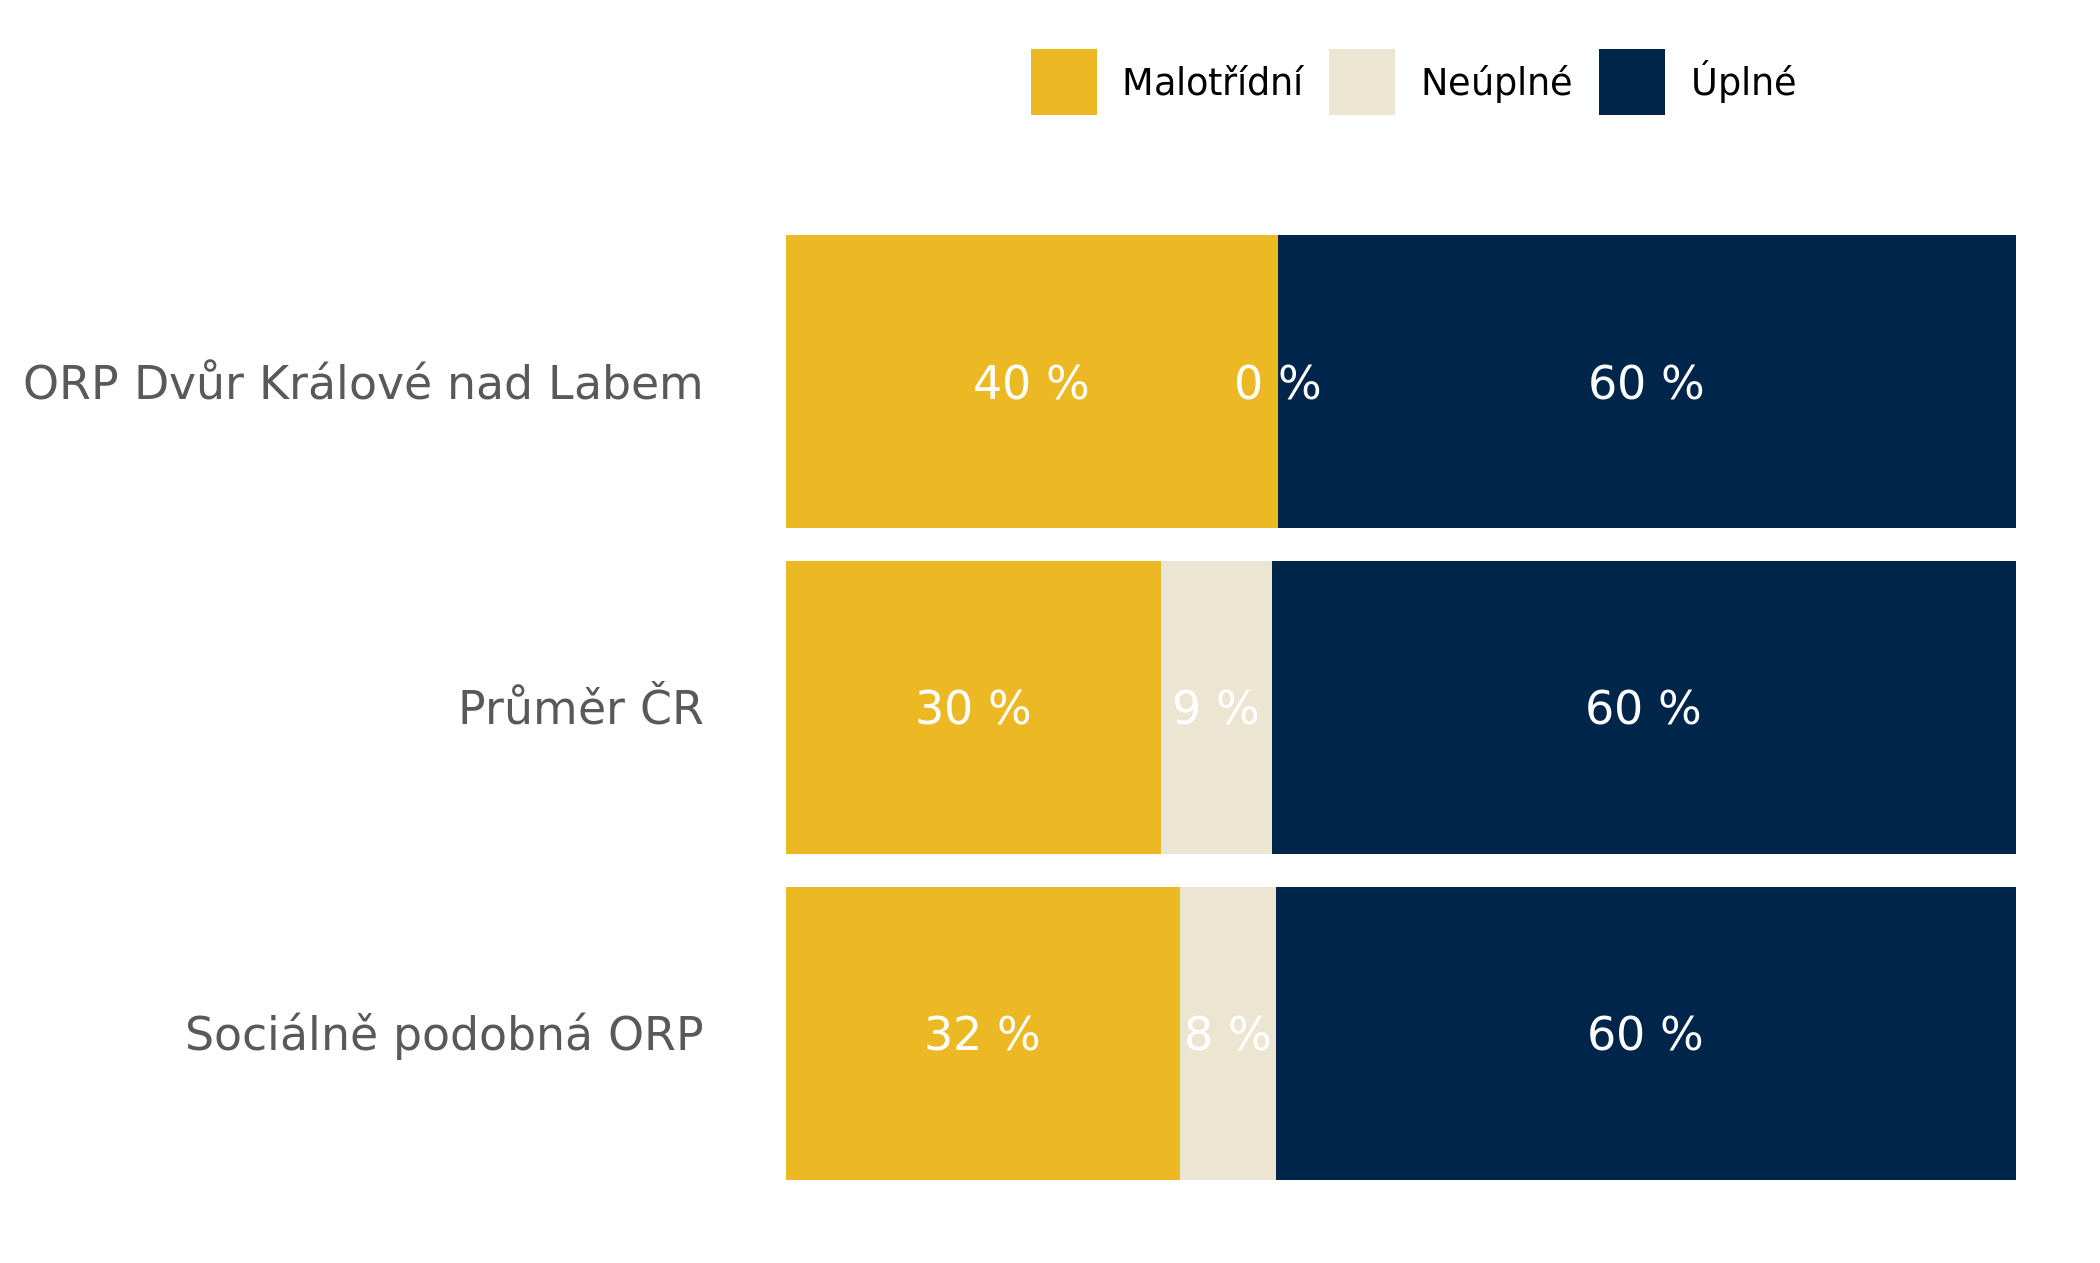 Malotřídní Neúplné Úplné
ORP Dvůr Králové nad Labem 40 % 0 % 60 %
Průměr ČR 30 % 9 % 60 %
Sociálně podobná ORP 32 % 8 % 60 %